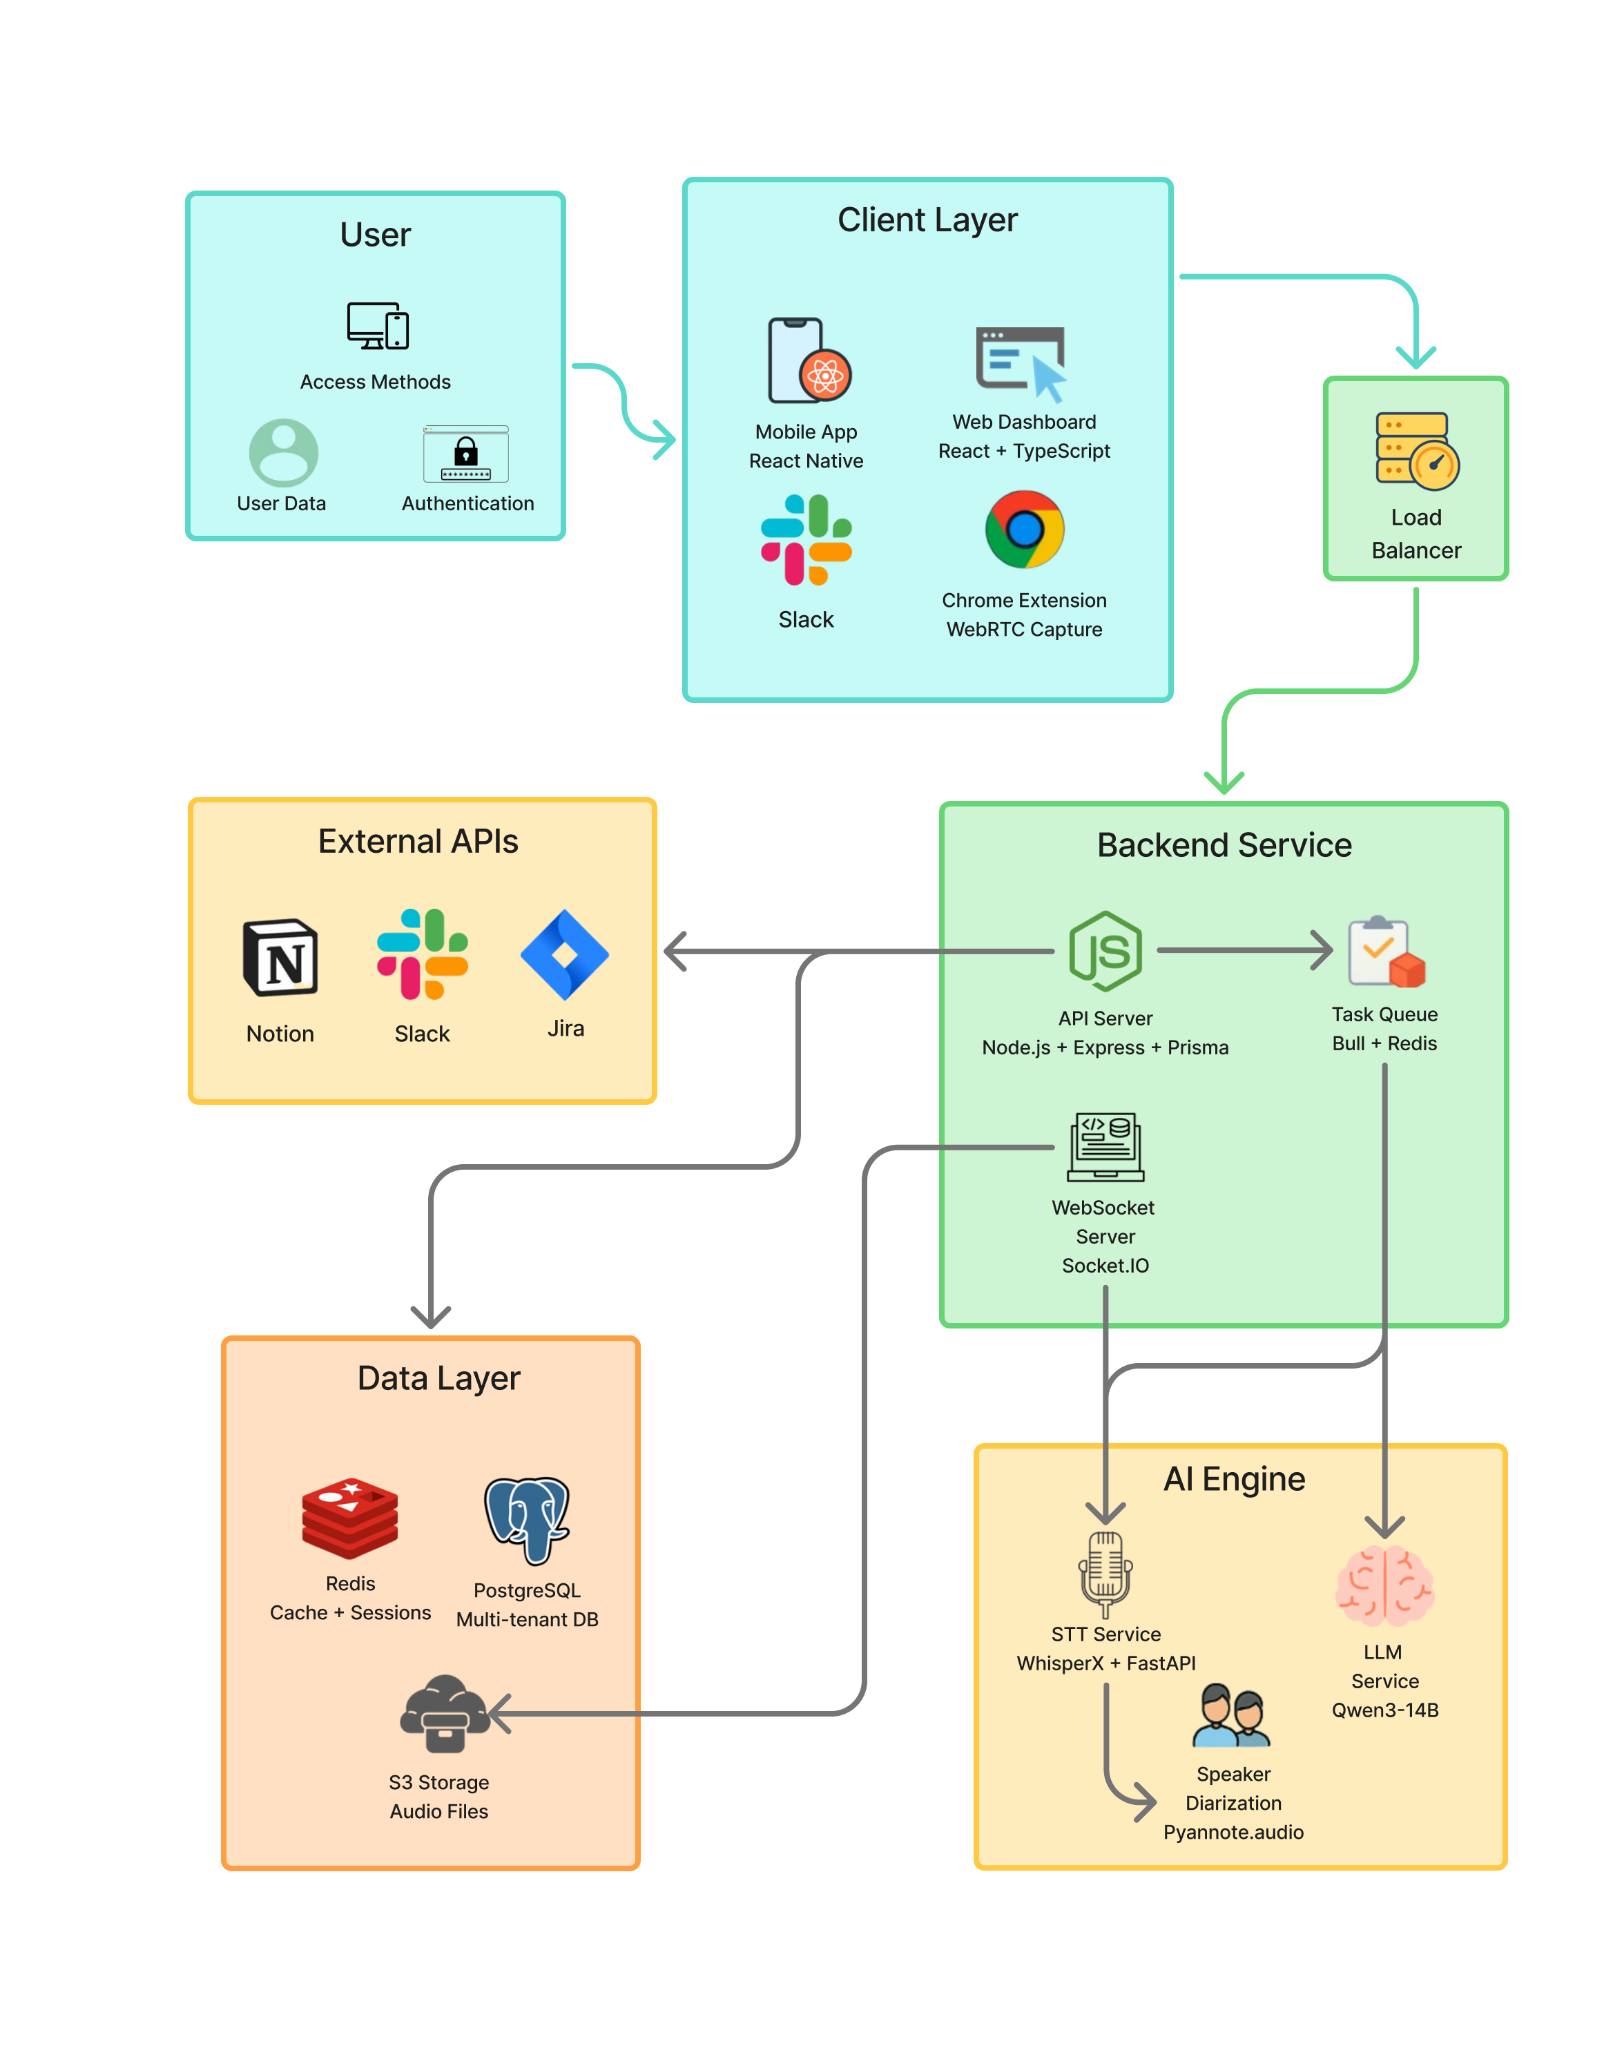 User
Access Methods
User Data
Authentication
Client Layer
Mobile App
React Native
Web Dashboard
React + TypeScript
Slack
Chrome Extension
WebRTC Capture
Load
Balancer
External APIs
Notion
Slack
Jira
Backend Service
JS
API Server
Node.js + Express + Prisma
Task Queue
Bull + Redis
</>
WebSocket
Server
Socket.IO
Data Layer
Redis
Cache + Sessions
PostgreSQL
Multi-tenant DB
S3 Storage
Audio Files
AI Engine
STT Service
WhisperX + FastAPI
LLM
Service
Qwen3-14B
Speaker
Diarization
Pyannote.audio